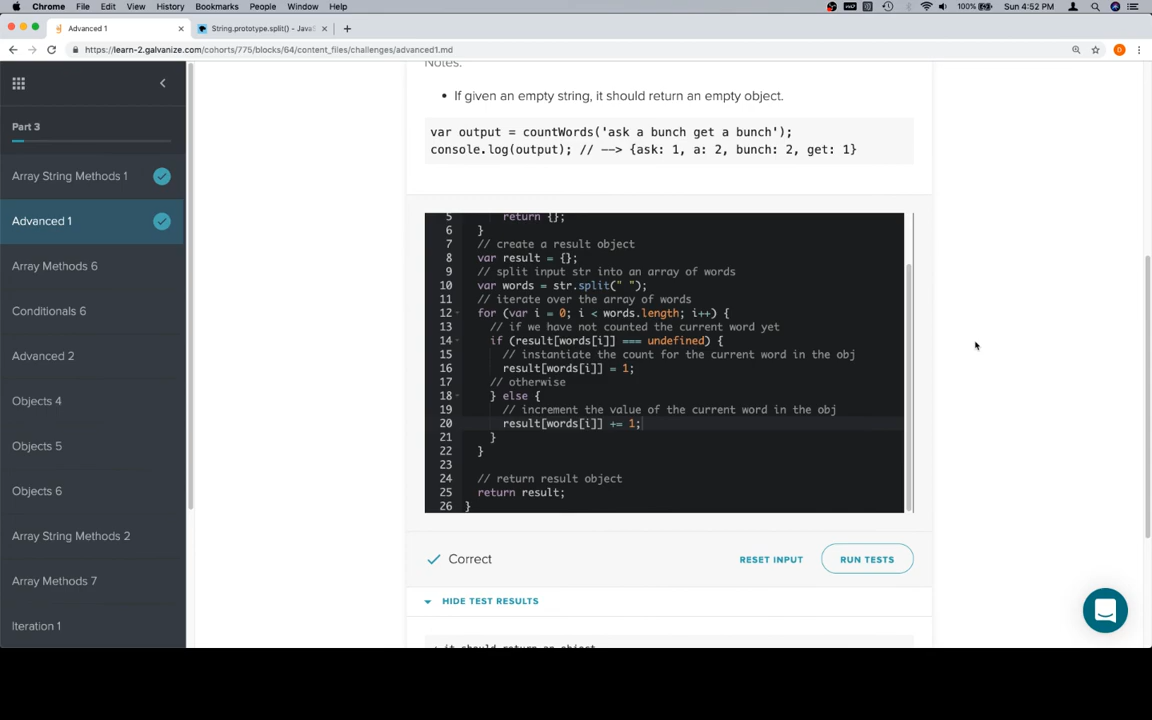 Chrome File Edit View History Bookmarks People Window Help 100% Sun 4:52 PM
Advanced 1 × String.prototype.split() - Java × +
https://learn-2.galvanize.com/cohorts/775/blocks/64/content_files/challenges/advanced1.md
Part 3
Array String Methods 1
Advanced 1
Array Methods 6
Conditionals 6
Advanced 2
Objects 4
Objects 5
Objects 6
Array String Methods 2
Array Methods 7
Iteration 1
Notes:
• If given an empty string, it should return an empty object.
var output = countWords('ask a bunch get a bunch');
console.log(output); // --> {ask: 1, a: 2, bunch: 2, get: 1}
5 return {};
6 }
7 // create a result object
8 var result = {};
9 // split input str into an array of words
10 var words = str.split(" ");
11 // iterate over the array of words
12 for (var i = 0; i < words.length; i++) {
13 // if we have not counted the current word yet
14 if (result[words[i]] === undefined) {
15 // instantiate the count for the current word in the obj
16 result[words[i]] = 1;
17 // otherwise
18 } else {
19 // increment the value of the current word in the obj
20 result[words[i]] += 1;
21 }
22 }
23
24 // return result object
25 return result;
26 }
Correct
RESET INPUT
RUN TESTS
HIDE TEST RESULTS
it should return an object